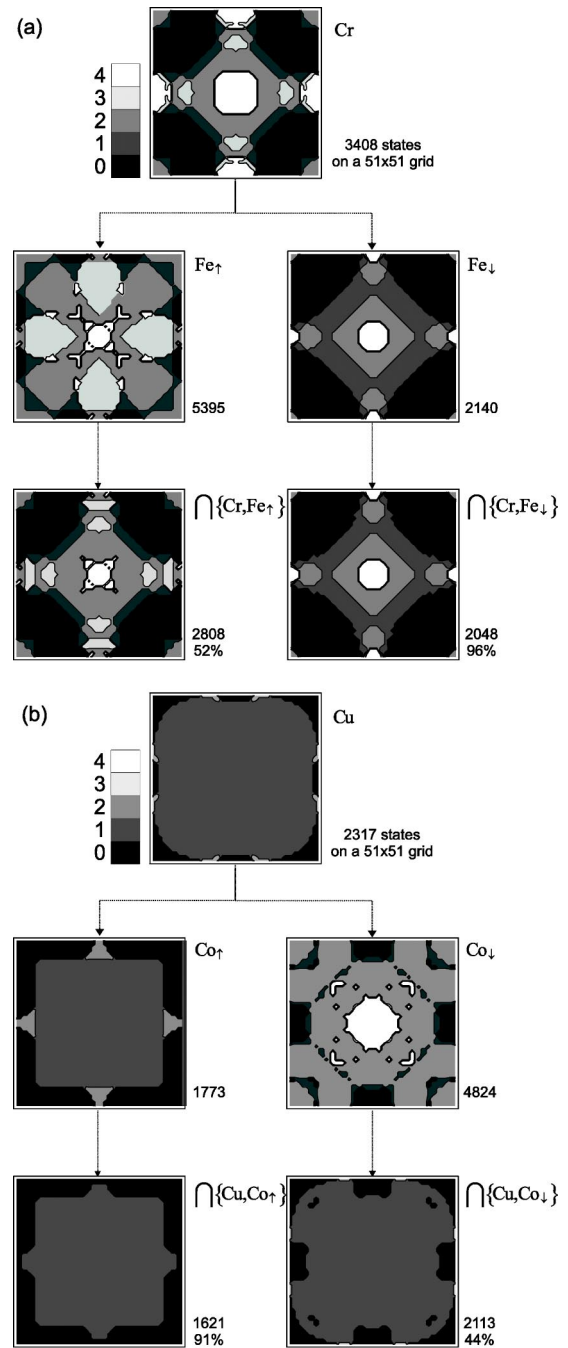 (a)
Cr
4
3
2
1
0
3408 states
on a 51x51 grid
Fe↑
Fe↓
5395
2140
⋂{Cr,Fe↑}
⋂{Cr,Fe↓}
2808
52%
2048
96%
(b)
Cu
4
3
2
1
0
2317 states
on a 51x51 grid
Co↑
Co↓
1773
4824
⋂{Cu,Co↑}
⋂{Cu,Co↓}
1621
91%
2113
44%